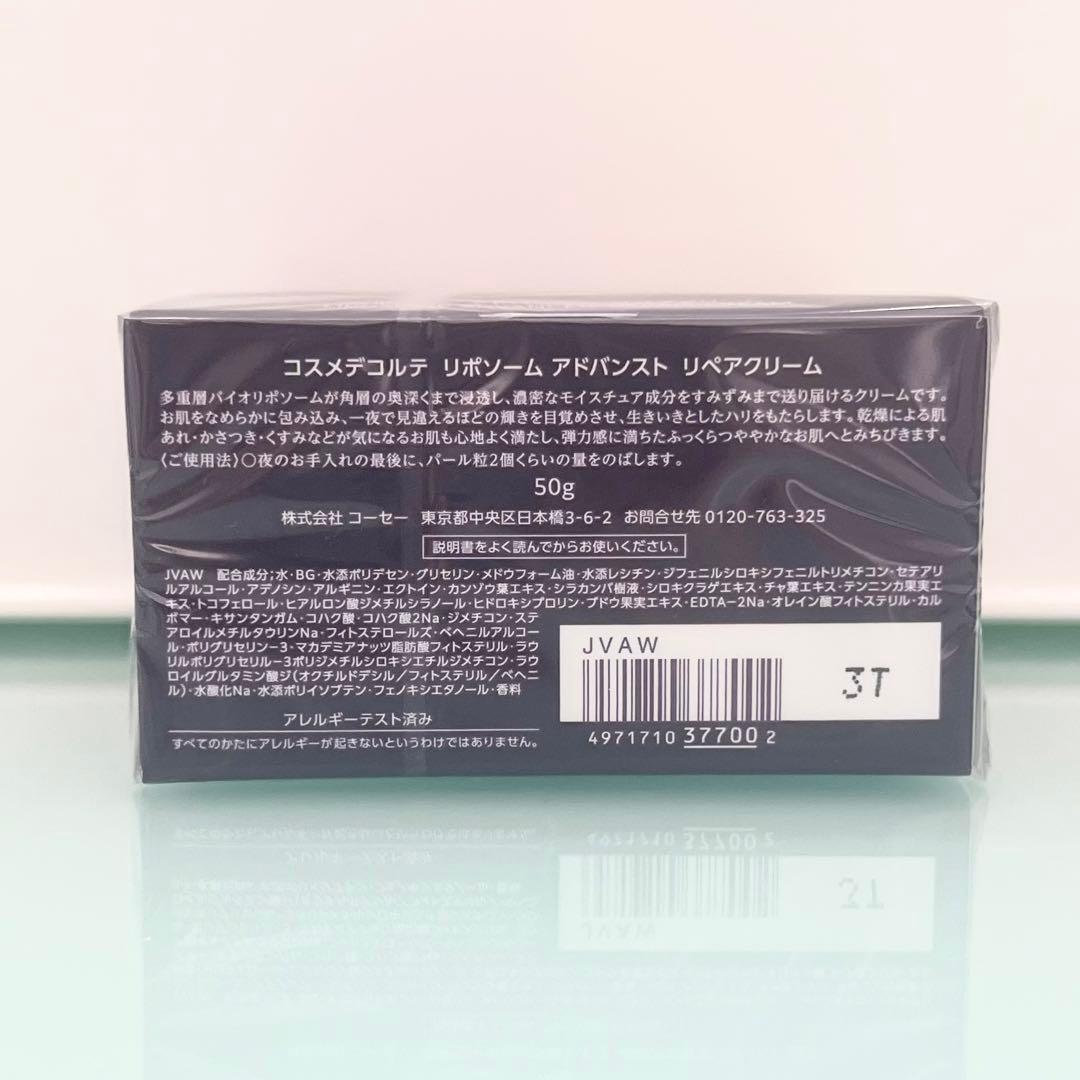 コスメデコルテ リポソーム アドバンスト リペアクリーム
多重層バイオリポソームが角層の奥深くまで浸透し、濃密なモイスチュア成分をすみずみまで送り届けるクリームです。
お肌をなめらかに包み込み、一夜で見違えるほどの輝きを目覚めさせ、生きいきとしたハリをもたらします。乾燥による肌
あれ・かさつき・くすみなどが気になるお肌も心地よく満たし、弾力感に満ちたふっくらつややかなお肌へとみちびきます。
〈ご使用法〉○夜のお手入れの最後に、パール粒2個くらいの量をのばします。
50g
株式会社 コーセー 東京都中央区日本橋3-6-2 お問合せ先 0120-763-325
説明書をよく読んでからお使いください。
JVAW 配合成分;水・BG・水添ポリデセン・グリセリン・メドウフォーム油・水添レシチン・ジフェニルシロキシフェニルトリメチコン・セテアリ
ルアルコール・アデノシン・アルギニン・エクトイン・カンゾウ葉エキス・シラカンバ樹液・シロキクラゲエキス・チャ葉エキス・テンニンカ果実エ
キス・トコフェロール・ヒアルロン酸ジメチルシラノール・ヒドロキシプロリン・ブドウ果実エキス・EDTA-2Na・オレイン酸フィトステリル・カル
ボマー・キサンタンガム・コハク酸・コハク酸2Na・ジメチコン・ステ
アロイルメチルタウリンNa・フィトステロールズ・ベヘニルアルコー
ル・ポリグリセリン-3・マカデミアナッツ脂肪酸フィトステリル・ラウ
リルポリグリセリル-3ポリジメチルシロキシエチルジメチコン・ラウ
ロイルグルタミン酸ジ(オクチルドデシル/フィトステリル/ベヘニ
ル)・水酸化Na・水添ポリイソブテン・フェノキシエタノール・香料
アレルギーテスト済み
すべてのかたにアレルギーが起きないというわけではありません。
JVAW
3T
4971710 37700 2